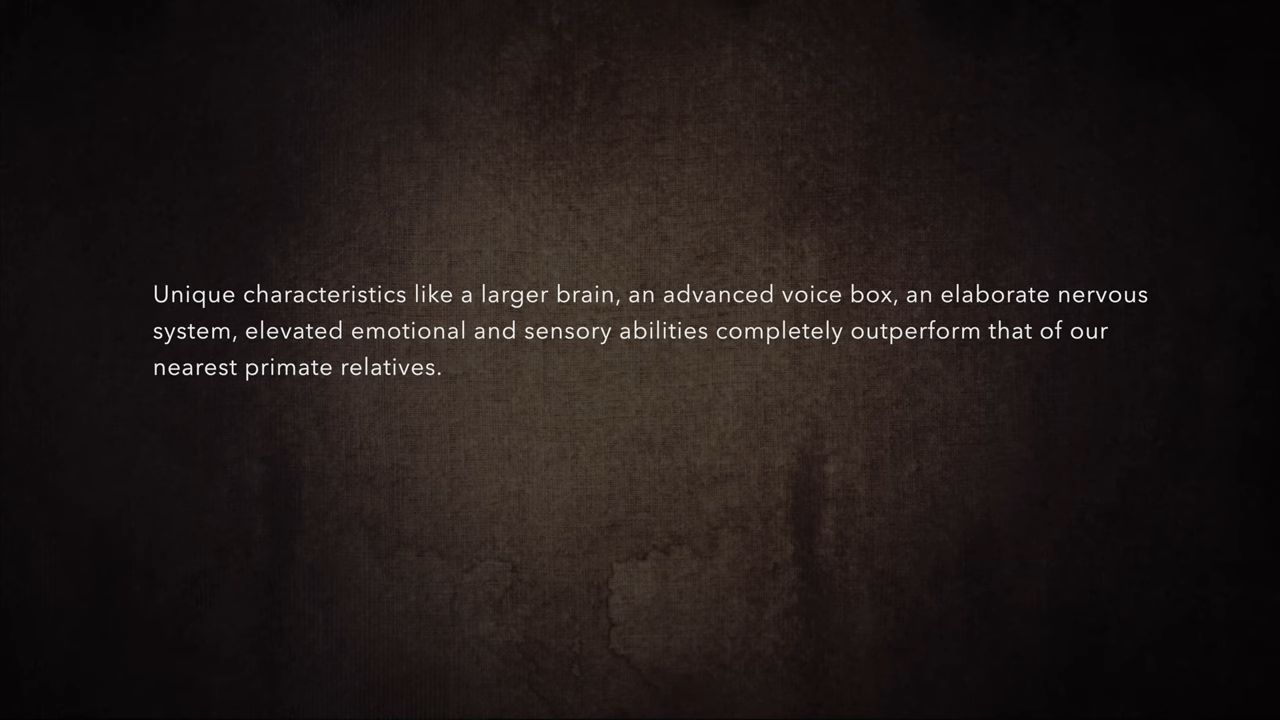 Unique characteristics like a larger brain, an advanced voice box, an elaborate nervous
system, elevated emotional and sensory abilities completely outperform that of our
nearest primate relatives.